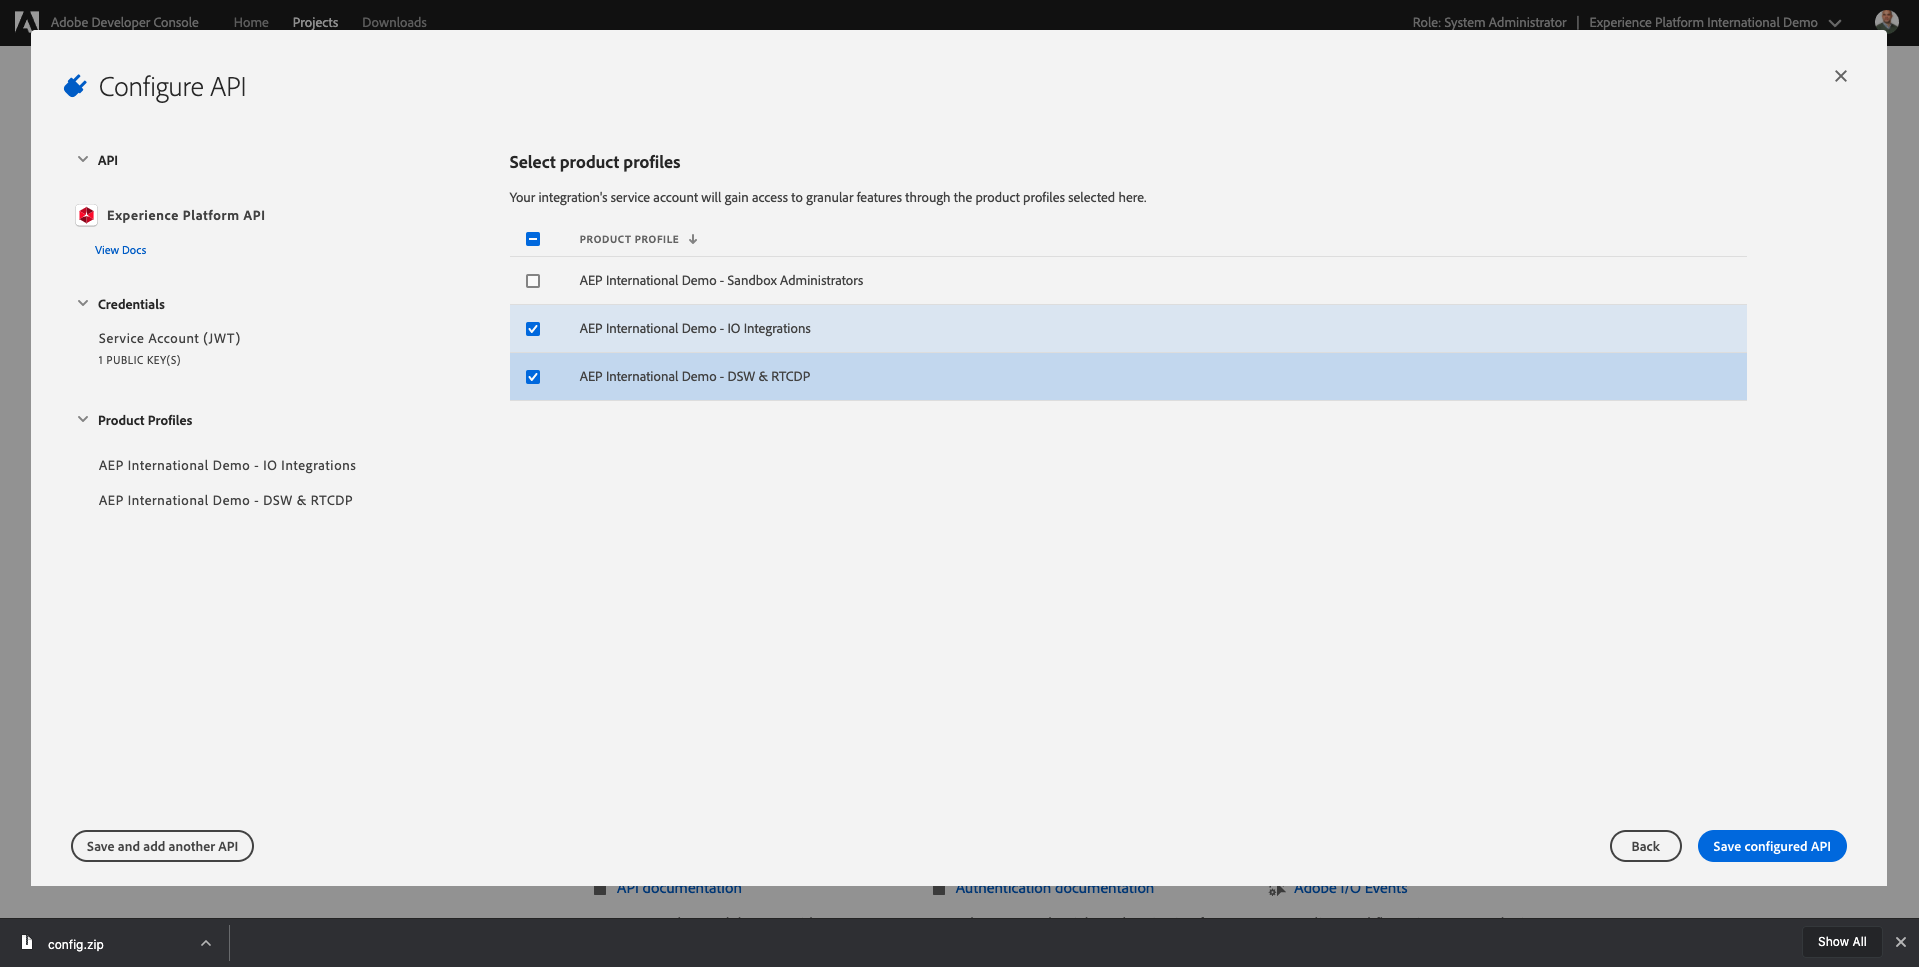 Adobe Developer Console
Home
Projects
Downloads
Role: System Administrator | Experience Platform International Demo
Configure API
API
Experience Platform API
View Docs
Credentials
Service Account (JWT)
1 PUBLIC KEY(S)
Product Profiles
AEP International Demo - IO Integrations
AEP International Demo - DSW & RTCDP
Select product profiles
Your integration's service account will gain access to granular features through the product profiles selected here.
PRODUCT PROFILE
AEP International Demo - Sandbox Administrators
AEP International Demo - IO Integrations
AEP International Demo - DSW & RTCDP
Save and add another API
Back
Save configured API
API documentation
Authentication documentation
Adobe I/O Events
config.zip
Show All